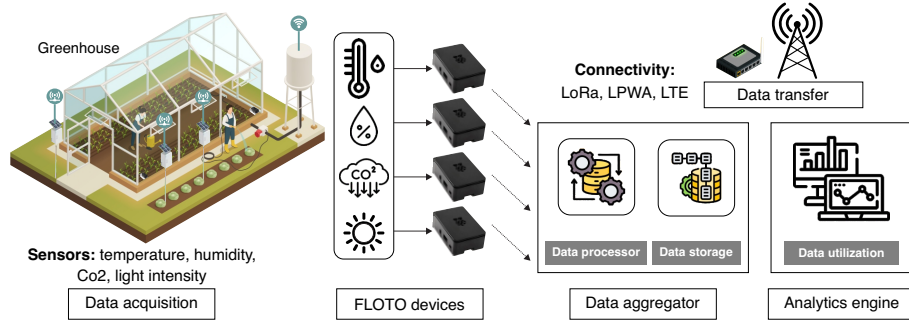 Greenhouse
Sensors: temperature, humidity,
Co2, light intensity
Data acquisition
%
CO²
FLOTO devices
Connectivity:
LoRa, LPWA, LTE
Data transfer
Data processor
Data storage
Data aggregator
Data utilization
Analytics engine